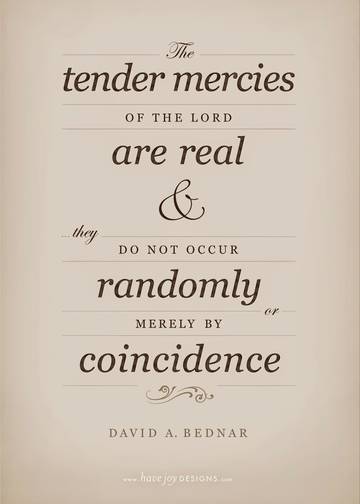 The
tender mercies
OF THE LORD
are real
&
...they
DO NOT OCCUR
randomly
or
MERELY BY
coincidence
DAVID A. BEDNAR
www.have joy DESIGNS.com